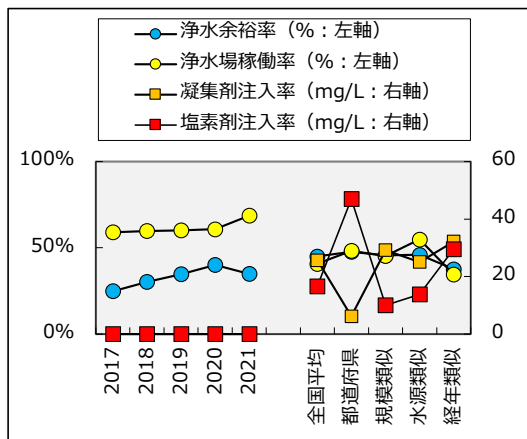 浄水余裕率（%：左軸）
浄水場稼働率（%：左軸）
凝集剤注入率（mg/L：右軸）
塩素剤注入率（mg/L：右軸）
100%
50%
0%
60
40
20
0
2017
2018
2019
2020
2021
全国平均
都道府県
規模類似
水源類似
経年類似